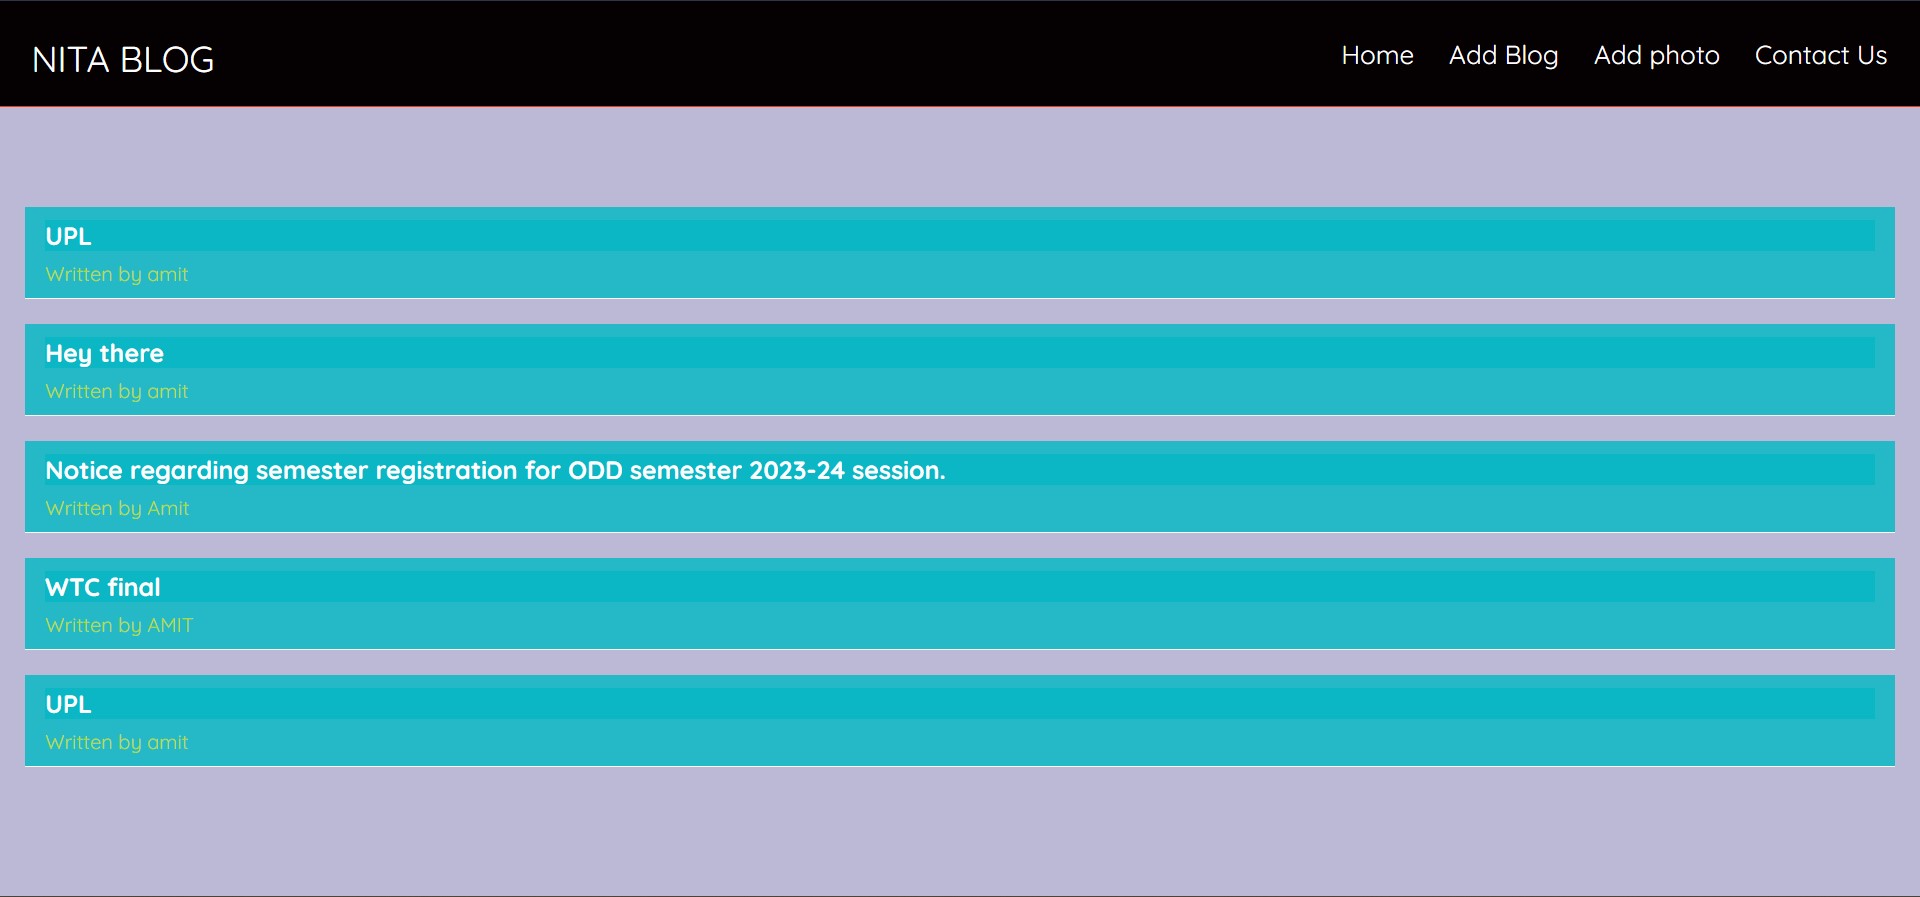 NITA BLOG
Home Add Blog Add photo Contact Us
UPL
Written by amit
Hey there
Written by amit
Notice regarding semester registration for ODD semester 2023-24 session.
Written by Amit
WTC final
Written by AMIT
UPL
Written by amit